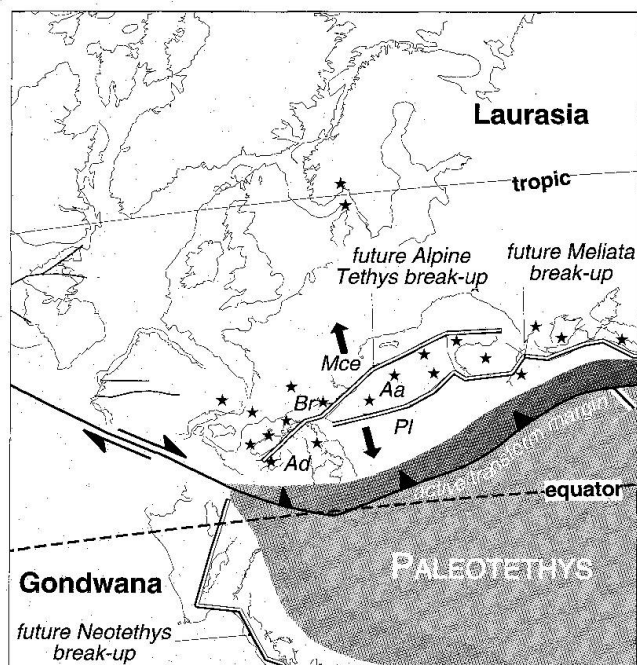 Laurasia
tropic
future Alpine
Tethys break-up
future Meliata
break-up
Mce
Br
Aa
Pl
Ad
active transform margin
equator
PALEOTETHYS
Gondwana
future Neotethys
break-up